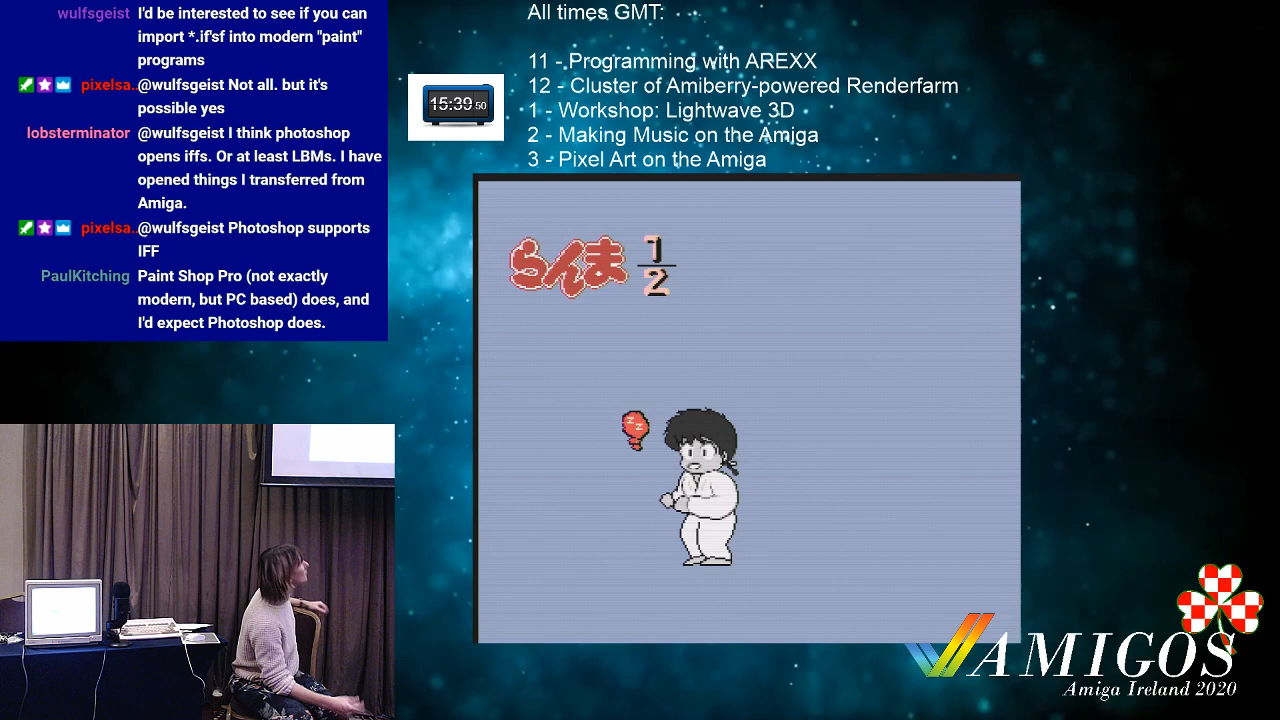 wulfsgeist I'd be interested to see if you can
import *.if'sf into modern "paint"
programs
pixelsa.. @wulfsgeist Not all. but it's
possible yes
lobsterminator @wulfsgeist I think photoshop
opens iffs. Or at least LBMs. I have
opened things I transferred from
Amiga.
pixelsa.. @wulfsgeist Photoshop supports
IFF
PaulKitching Paint Shop Pro (not exactly
modern, but PC based) does, and
I'd expect Photoshop does.
All times GMT:
15:39 50
11 - Programming with AREXX
12 - Cluster of Amiberry-powered Renderfarm
1 - Workshop: Lightwave 3D
2 - Making Music on the Amiga
3 - Pixel Art on the Amiga
らんま 1/2
z z
AMIGOS
Amiga Ireland 2020